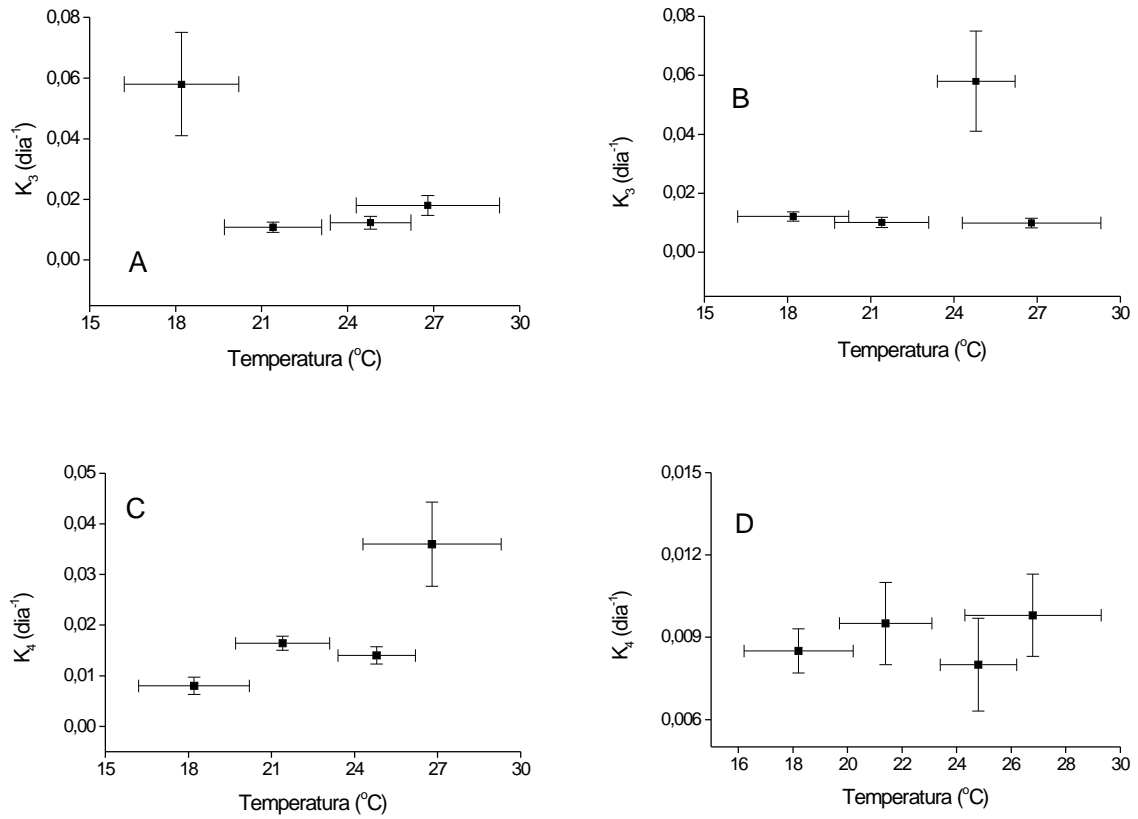 0,08
0,06
0,04
0,02
0,00
K3 (dia-1)
A
15 18 21 24 27 30
Temperatura (oC)
0,08
0,06
0,04
0,02
0,00
K3 (dia-1)
B
15 18 21 24 27 30
Temperatura (oC)
0,05
0,04
0,03
0,02
0,01
0,00
K4 (dia-1)
C
15 18 21 24 27 30
Temperatura (oC)
0,015
0,012
0,009
0,006
K4 (dia-1)
D
16 18 20 22 24 26 28 30
Temperatura (oC)